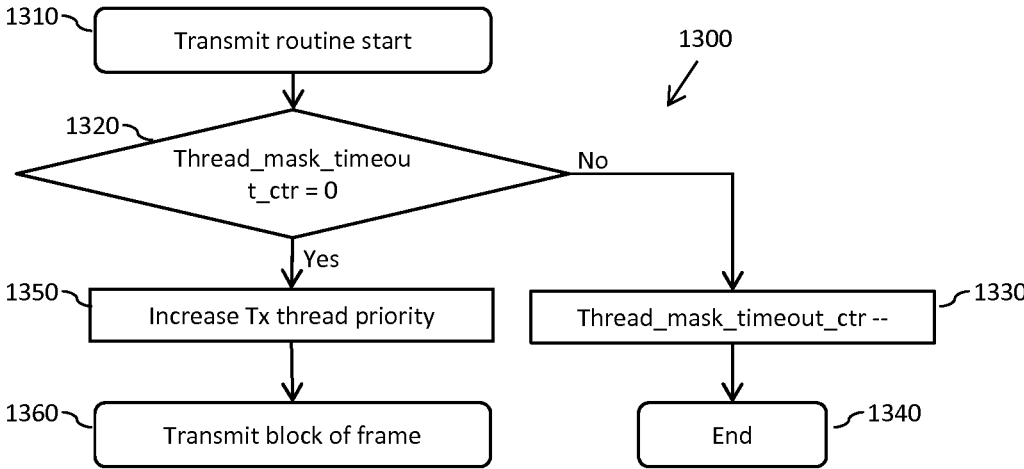 1310
Transmit routine start
1300
1320
Thread_mask_timeou
t_ctr = 0
No
Yes
1350
Increase Tx thread priority
Thread_mask_timeout_ctr --
1330
1360
Transmit block of frame
End
1340